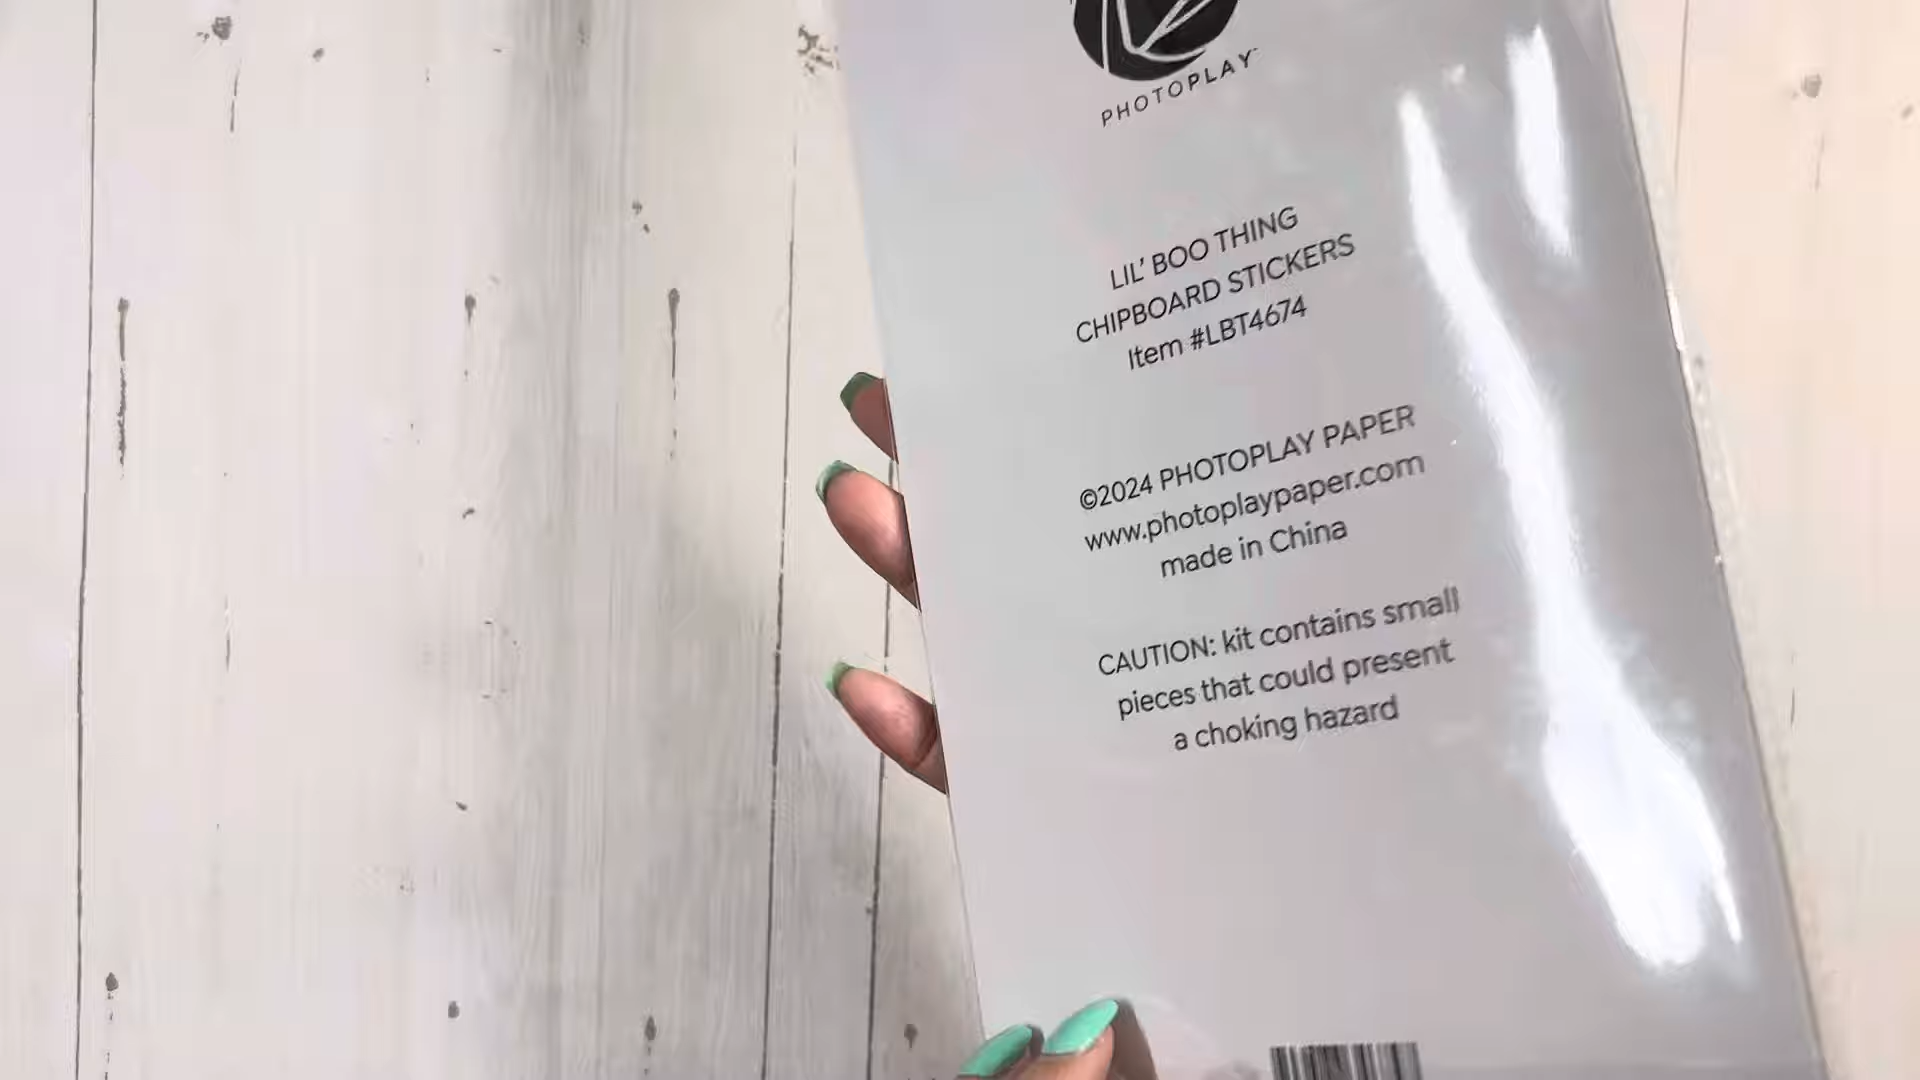 PHOTOPLAY
LIL' BOO THING
CHIPBOARD STICKERS
Item #LBT4674
©2024 PHOTOPLAY PAPER
www.photoplaypaper.com
made in China
CAUTION: kit contains small
pieces that could present
a choking hazard